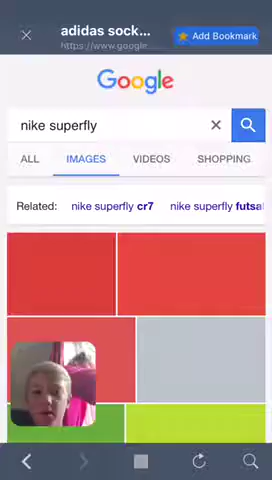 adidas sock...
https://www.google......
Add Bookmark
Google
nike superfly
ALL IMAGES VIDEOS SHOPPING
Related: nike superfly cr7 nike superfly futsal